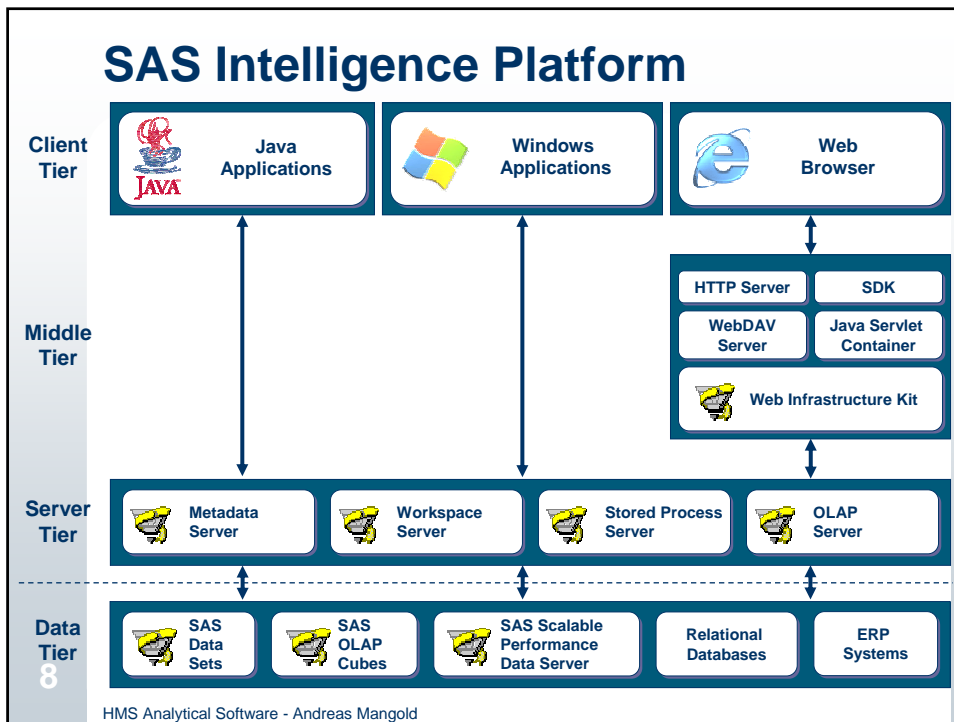 SAS Intelligence Platform
Client
Tier
JAVA
Java
Applications
Windows
Applications
Web
Browser
Middle
Tier
HTTP Server
SDK
WebDAV
Server
Java Servlet
Container
Web Infrastructure Kit
Server
Tier
Metadata
Server
Workspace
Server
Stored Process
Server
OLAP
Server
Data
Tier
SAS
Data
Sets
SAS
OLAP
Cubes
SAS Scalable
Performance
Data Server
Relational
Databases
ERP
Systems
8
HMS Analytical Software - Andreas Mangold